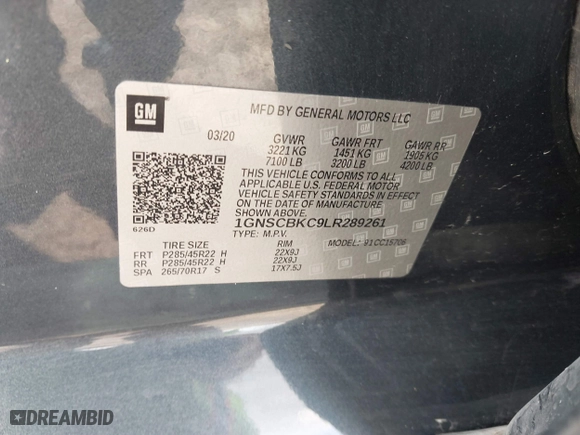 GM
MFD BY GENERAL MOTORS LLC
03/20 GVWR GAWR FRT GAWR RR
3221 KG 1451 KG 1905 KG
7100 LB 3200 LB 4200 LB
THIS VEHICLE CONFORMS TO ALL
APPLICABLE U.S. FEDERAL MOTOR
VEHICLE SAFETY STANDARDS IN EFFECT
ON THE DATE OF MANUFACTURE
SHOWN ABOVE.
1GNSCBKC9LR289261
626D
TYPE: M.P.V. MODEL: 91CC15706
TIRE SIZE RIM
FRT P285/45R22 H 22X9J
RR P285/45R22 H 22X9J
SPA 265/70R17 S 17X7.5J
DREAMBID